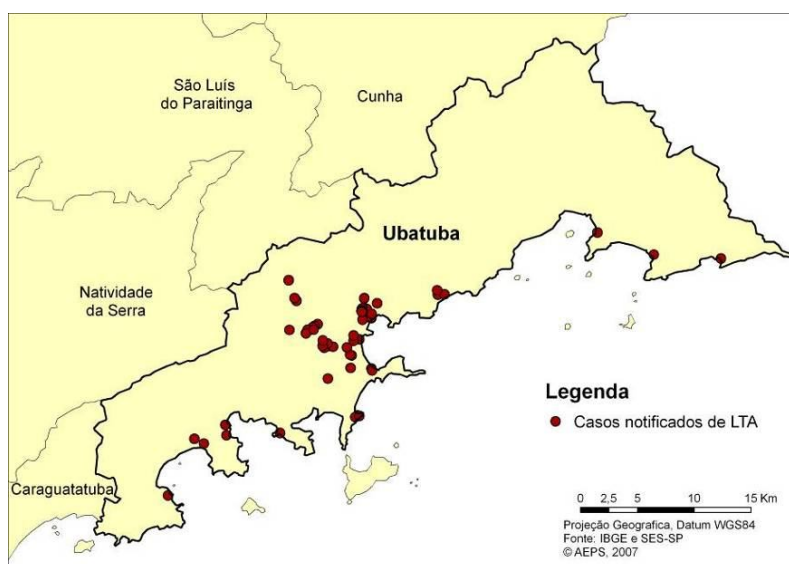 São Luís
do Paraitinga
Cunha
Ubatuba
Natividade
da Serra
Caraguatatuba
Legenda
Casos notificados de LTA
0 2,5 5 10 15 Km
Projeção Geografica, Datum WGS84
Fonte: IBGE e SES-SP
© AEPS, 2007